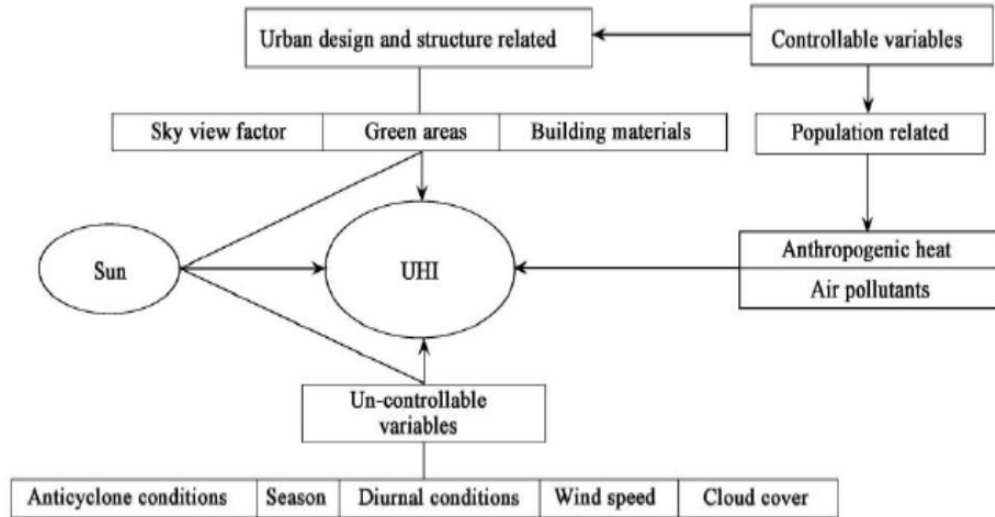 Urban design and structure related
Controllable variables
Sky view factor
Green areas
Building materials
Population related
Sun
UHI
Anthropogenic heat
Air pollutants
Un-controllable
variables
Anticyclone conditions
Season
Diurnal conditions
Wind speed
Cloud cover